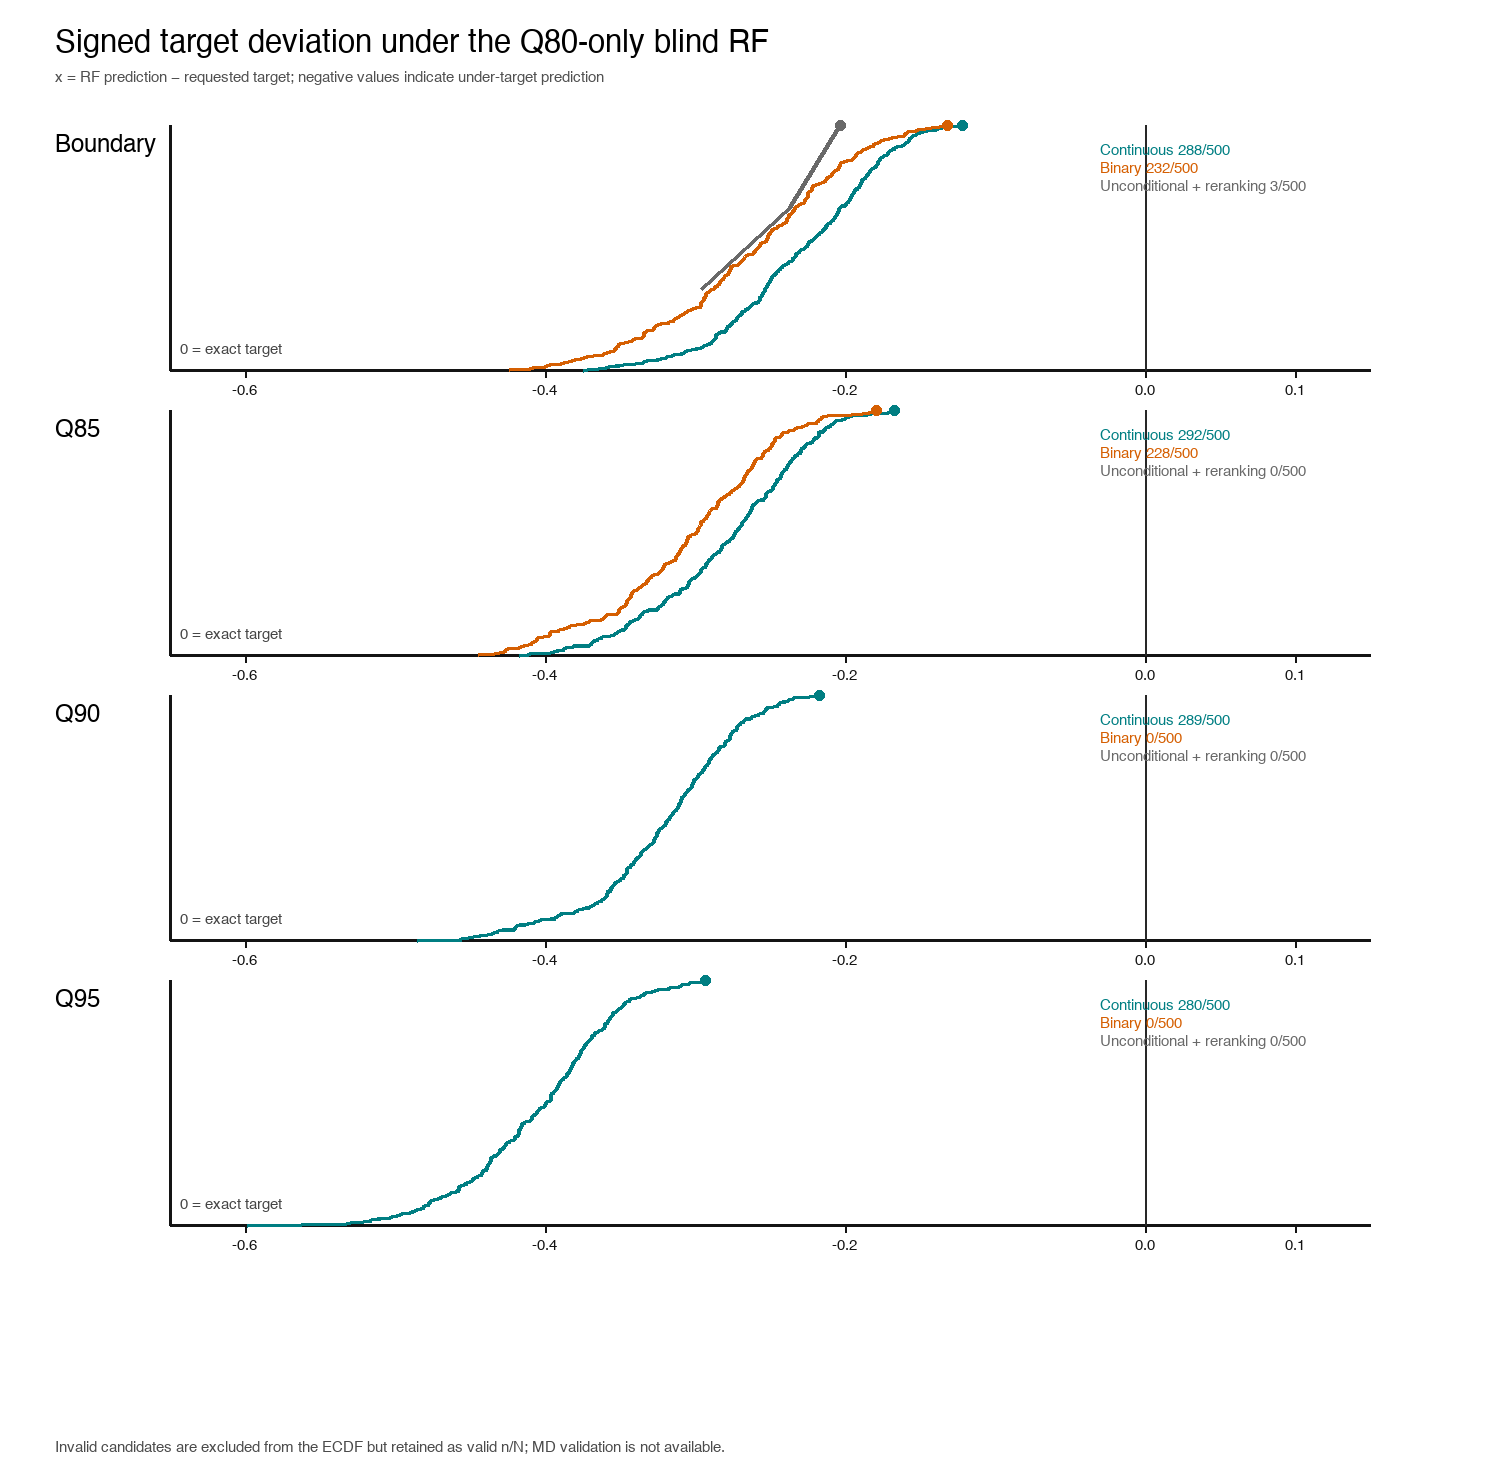 Signed target deviation under the Q80-only blind RF
x = RF prediction – requested target; negative values indicate under-target prediction
Boundary
Continuous 288/500
Binary 232/500
Unconditional + reranking 3/500
0 = exact target
-0.6 -0.4 -0.2 0.0 0.1
Q85
Continuous 292/500
Binary 228/500
Unconditional + reranking 0/500
0 = exact target
-0.6 -0.4 -0.2 0.0 0.1
Q90
Continuous 289/500
Binary 0/500
Unconditional + reranking 0/500
0 = exact target
-0.6 -0.4 -0.2 0.0 0.1
Q95
Continuous 280/500
Binary 0/500
Unconditional + reranking 0/500
0 = exact target
-0.6 -0.4 -0.2 0.0 0.1
Invalid candidates are excluded from the ECDF but retained as valid n/N; MD validation is not available.